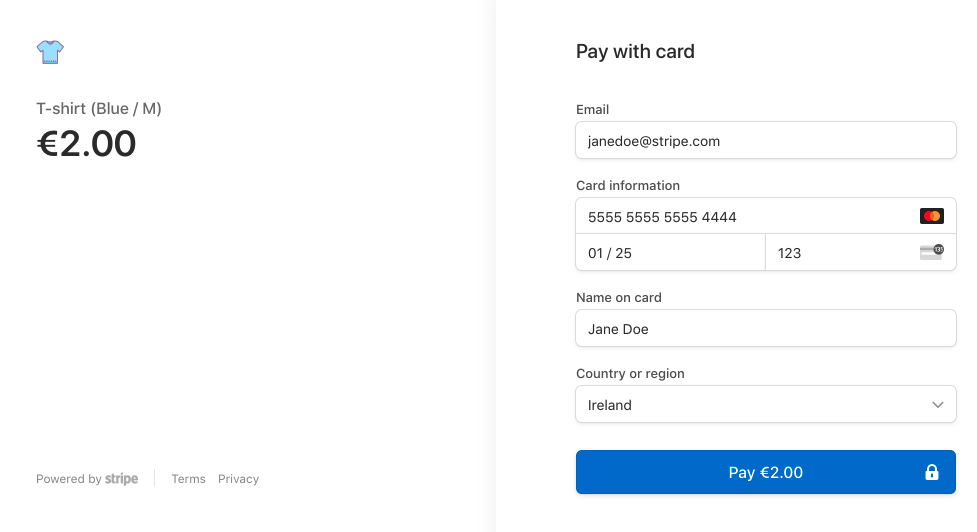 T-shirt (Blue / M)
€2.00
Powered by stripe
Terms
Privacy
Pay with card
Email
janedoe@stripe.com
Card information
5555 5555 5555 4444
01 / 25
123
Name on card
Jane Doe
Country or region
Ireland
Pay €2.00